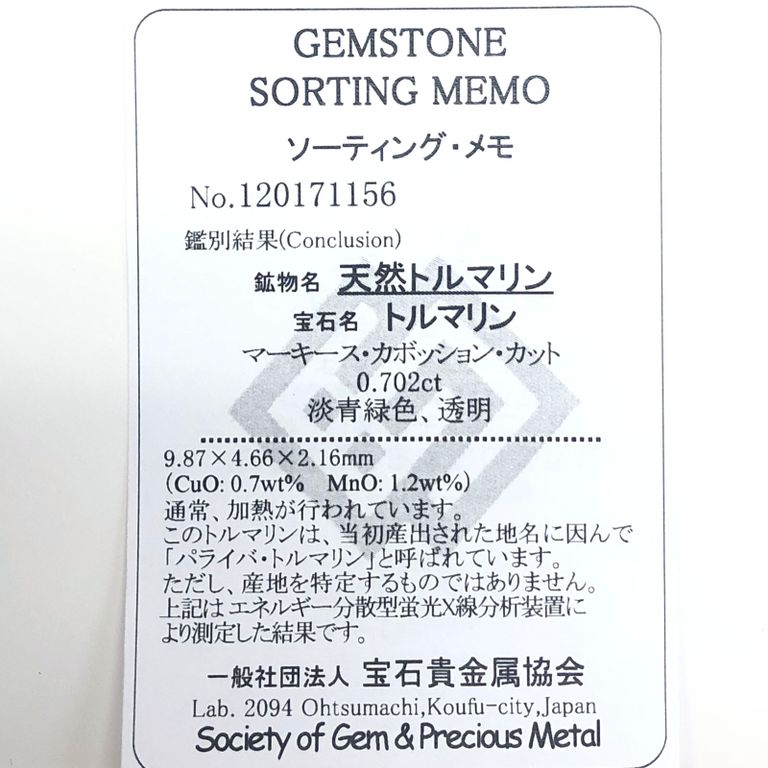 GEMSTONE
SORTING MEMO
ソーティング・メモ
No.120171156
鑑別結果(Conclusion)
鉱物名 天然トルマリン
宝石名 トルマリン
マーキース・カボッション・カット
0.702ct
淡青緑色、透明
9.87×4.66×2.16mm
(CuO: 0.7wt% MnO: 1.2wt%)
通常、加熱が行われています。
このトルマリンは、当初産出された地名に因んで
「パライバ・トルマリン」と呼ばれています。
ただし、産地を特定するものではありません。
上記は エネルギー分散型蛍光X線分析装置に
より測定した結果です。
一般社団法人 宝石貴金属協会
Lab. 2094 Ohtsumachi,Koufu-city,Japan
Society of Gem & Precious Metal